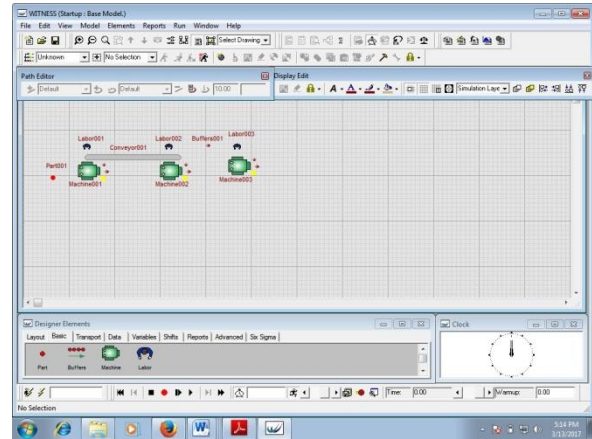 WITNESS (Startup : Base Model.)
File Edit View Model Elements Reports Run Window Help
Select Drawing
Unknown No Selection
Path Editor
Display Edit
Default Default 10.00
A A Simulation Laye
Labor001 Labor002 Buffers001 Labor003
Conveyor001
Part001
Machine001 Machine002 Machine003
Designer Elements
Clock
Layout Basic Transport Data Variables Shifts Reports Advanced Six Sigma
Part Buffers Machine Labor
Time: 0.00 Warmup: 0.00
No Selection
5:14 PM
3/13/2017